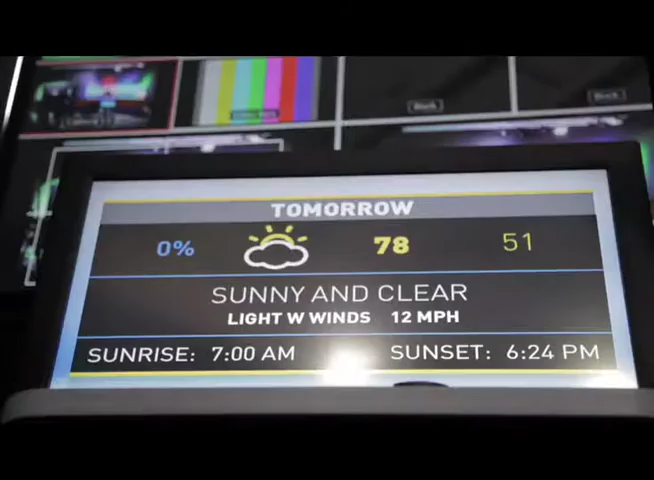 Black
TOMORROW
0% 78 51
SUNNY AND CLEAR
LIGHT W WINDS 12 MPH
SUNRISE: 7:00 AM SUNSET: 6:24 PM